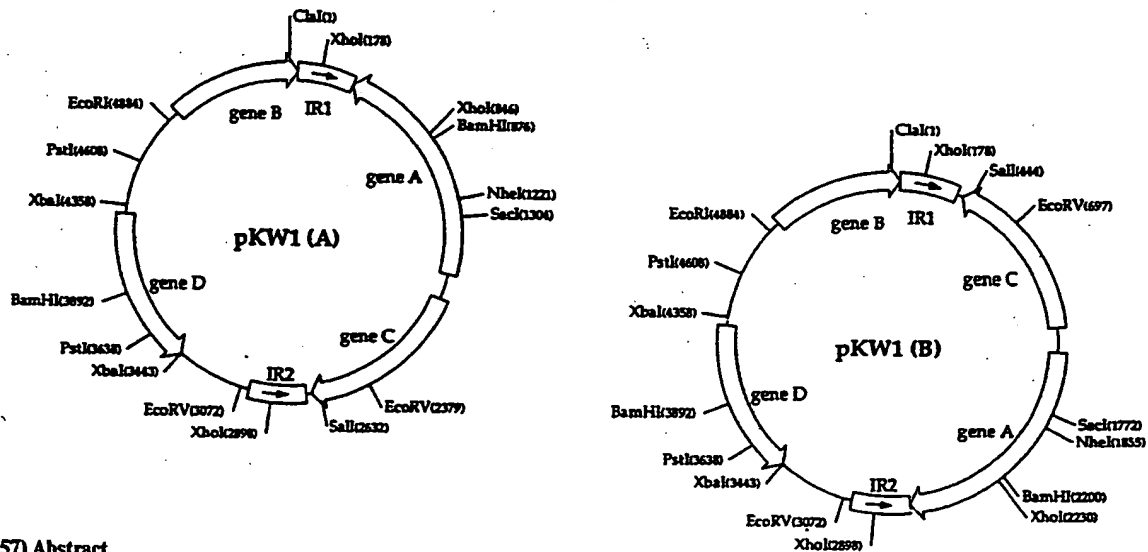 ClaI(1)
XhoI(178)
EcoRI(4884)
gene B
IR1
XhoI(846)
BamHI(876)
PstI(4608)
gene A
XbaI(4358)
NheI(1221)
SacI(1304)
pKW1 (A)
gene D
BamHI(3892)
gene C
PstI(3638)
XbaI(3443)
IR2
EcoRV(3072)
EcoRV(2379)
XhoI(2898)
SalI(2632)
ClaI(1)
XhoI(178)
SalI(444)
EcoRI(4884)
gene B
IR1
EcoRV(697)
PstI(4608)
gene C
XbaI(4358)
pKW1 (B)
gene D
BamHI(3892)
gene A
SacI(1772)
NheI(1855)
PstI(3638)
XbaI(3443)
IR2
BamHI(2200)
XhoI(2230)
EcoRV(3072)
XhoI(2898)
57) Abstract